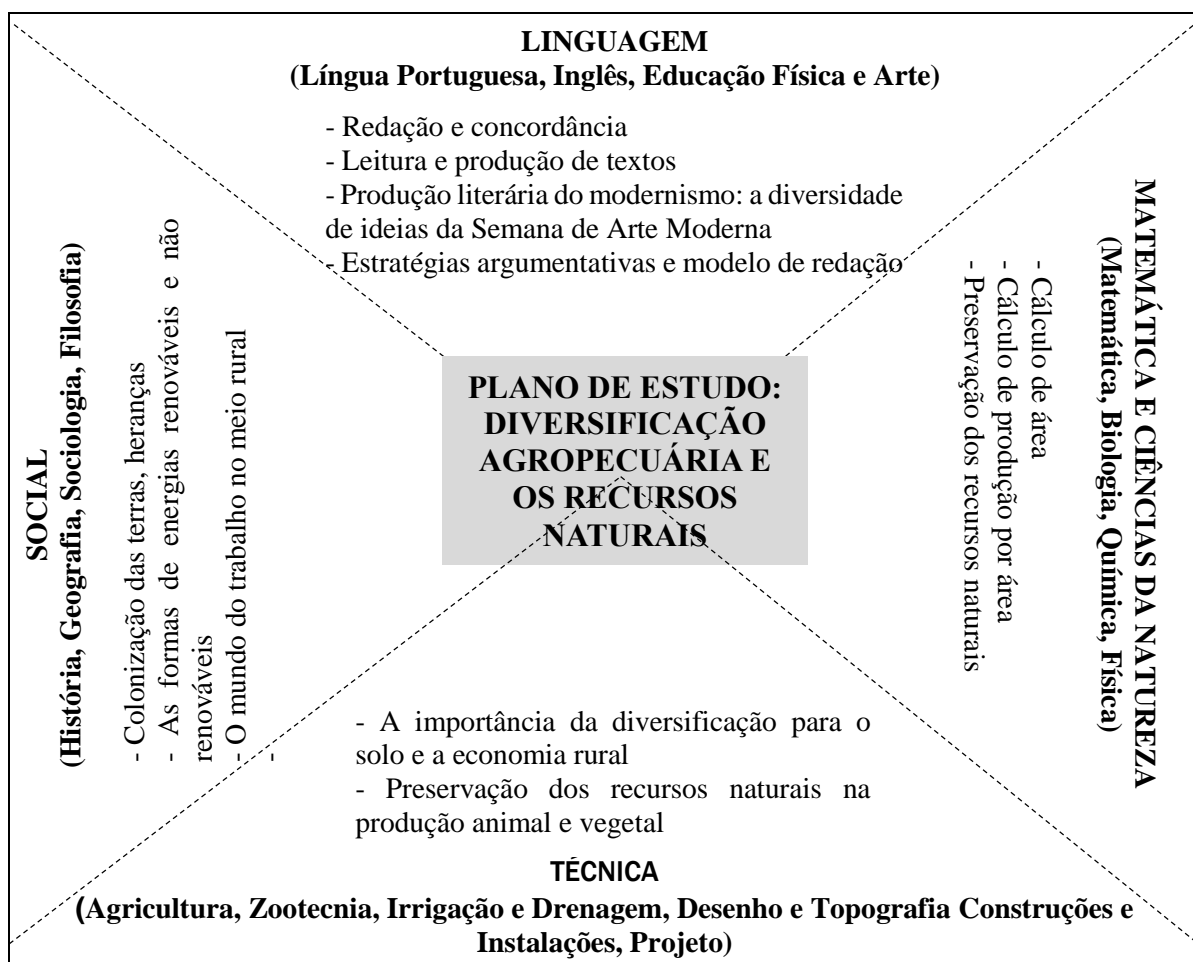 LINGUAGEM
(Língua Portuguesa, Inglês, Educação Física e Arte)
- Redação e concordância
- Leitura e produção de textos
- Produção literária do modernismo: a diversidade
de ideias da Semana de Arte Moderna
- Estratégias argumentativas e modelo de redação
SOCIAL
(História, Geografia, Sociologia, Filosofia)
- Colonização das terras, heranças
- As formas de energias renováveis e não
renováveis
- O mundo do trabalho no meio rural
-
PLANO DE ESTUDO:
DIVERSIFICAÇÃO
AGROPECUÁRIA E
OS RECURSOS
NATURAIS
MATEMÁTICA E CIÊNCIAS DA NATUREZA
(Matemática, Biologia, Química, Física)
- Cálculo de área
- Cálculo de produção por área
- Preservação dos recursos naturais
- A importância da diversificação para o
solo e a economia rural
- Preservação dos recursos naturais na
produção animal e vegetal
TÉCNICA
(Agricultura, Zootecnia, Irrigação e Drenagem, Desenho e Topografia Construções e
Instalações, Projeto)